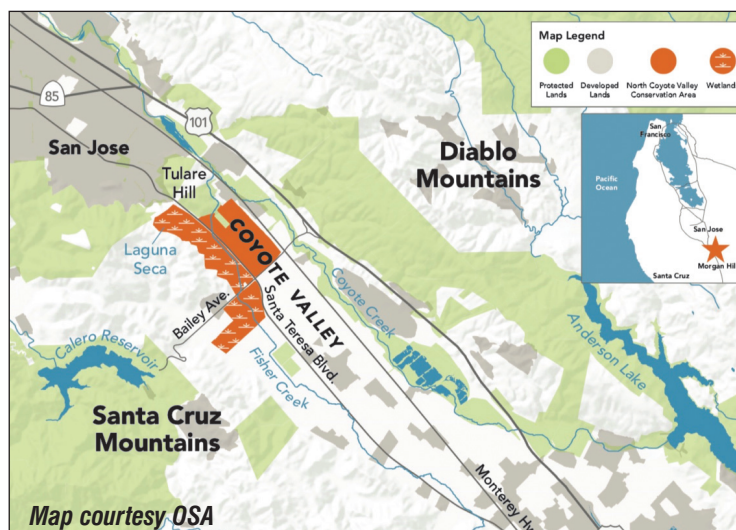 Map Legend
Protected
Lands
Developed
Lands
North Coyote Valley
Conservation Area
Wetland
85
101
San Jose
Tulare
Hill
Diablo
Mountains
San
Francisco
Pacific
Ocean
San Jose
Morgan Hill
Santa Cruz
Laguna
Seca
COYOTE VALLEY
Bailey Ave.
Santa Teresa Blvd.
Coyote Creek
Calero Reservoir
Fisher Creek
Anderson Lake
Santa Cruz
Mountains
Monterey Hw
Map courtesy OSA